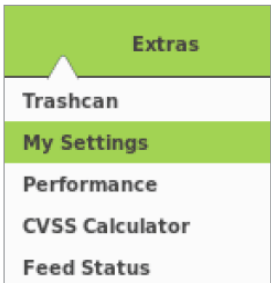 Extras
Trashcan
My Settings
Performance
CVSS Calculator
Feed Status